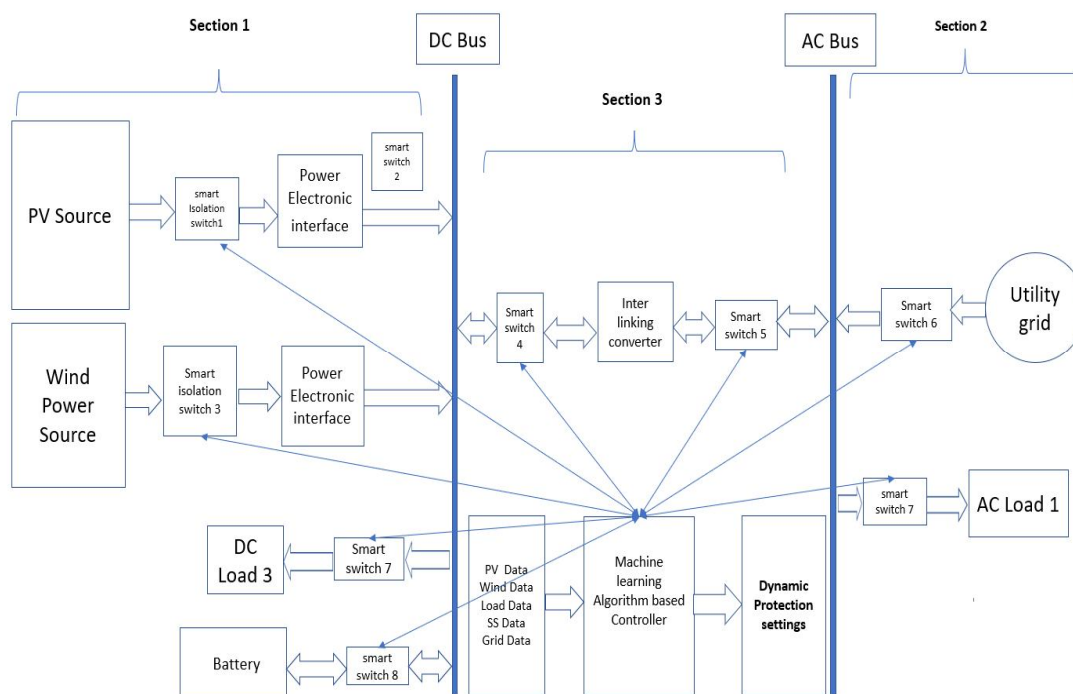 Section 1
DC Bus
AC Bus
Section 2
Section 3
smart
switch
2
PV Source
smart
Isolation
switch1
Power
Electronic
interface
Smart
switch
4
Inter
linking
converter
Smart
switch 5
Smart
switch 6
Utility
grid
Wind
Power
Source
Smart
isolation
switch 3
Power
Electronic
interface
smart
switch 7
AC Load 1
DC
Load 3
Smart
switch 7
PV Data
Wind Data
Load Data
SS Data
Grid Data
Machine
learning
Algorithm based
Controller
Dynamic
Protection
settings
Battery
smart
switch 8